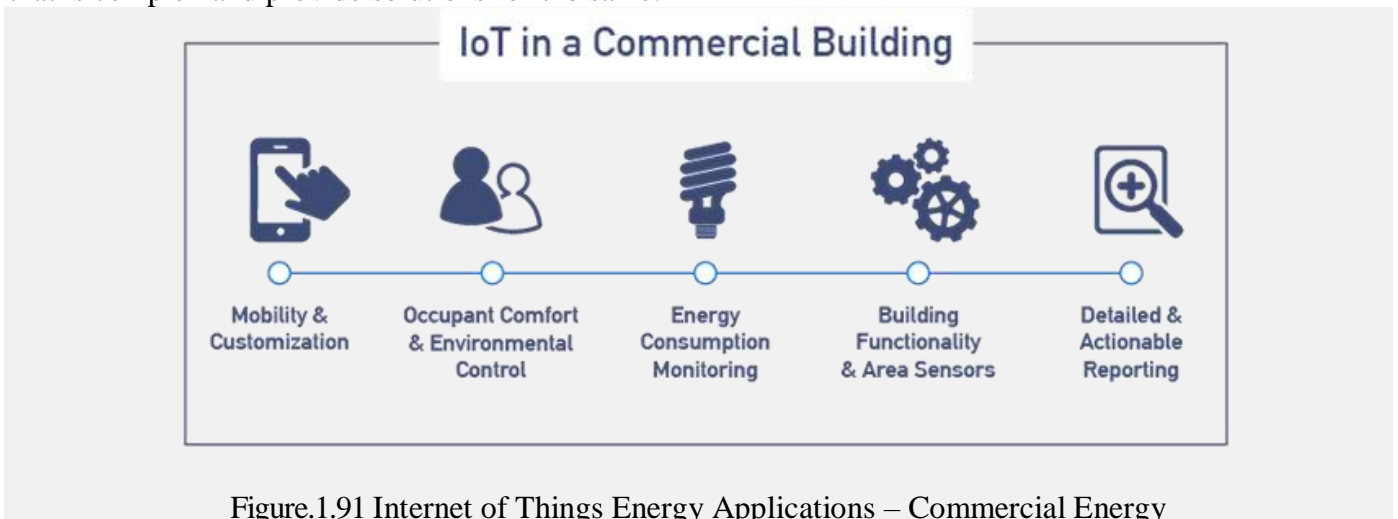 IoT in a Commercial Building
Mobility &
Customization
Occupant Comfort
& Environmental
Control
Energy
Consumption
Monitoring
Building
Functionality
& Area Sensors
Detailed &
Actionable
Reporting
Figure.1.91 Internet of Things Energy Applications – Commercial Energy